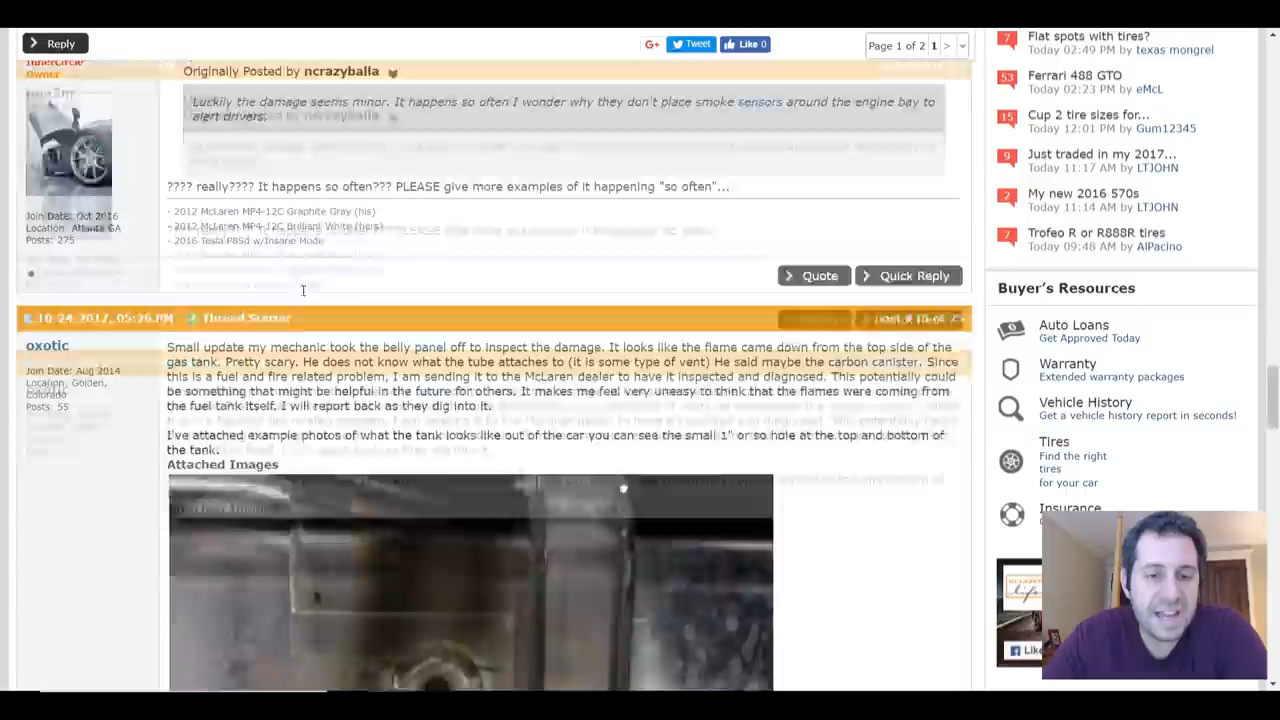 Reply
G+
Tweet
Like 0
Page 1 of 2
1
>
InnerCircle
Owner
Join Date: Oct 2016
Location: Atlanta GA
Posts: 275
Originally Posted by ncrazyballa
Luckily the damage seems minor. It happens so often I wonder why they don't place smoke sensors around the engine bay to
alert drivers.
???? really???? It happens so often??? PLEASE give more examples of it happening "so often"...
- 2012 McLaren MP4-12C Graphite Gray (his)
- 2012 McLaren MP4-12C Brilliant White (hers)
- 2016 Tesla P85d w/Insane Mode
Quote
Quick Reply
10-24-2017, 05:26 PM
Thread Starter
oxotic
Join Date: Aug 2014
Location: Golden,
Colorado
Posts: 55
Small update my mechanic took the belly panel off to inspect the damage. It looks like the flame came down from the top side of the
gas tank. Pretty scary. He does not know what the tube attaches to (it is some type of vent) He said maybe the carbon canister. Since
this is a fuel and fire related problem, I am sending it to the McLaren dealer to have it inspected and diagnosed. This potentially could
be something that might be helpful in the future for others. It makes me feel very uneasy to think that the flames were coming from
the fuel tank itself. I will report back as they dig into it.
I've attached example photos of what the tank looks like out of the car you can see the small 1" or so hole at the top and bottom of
the tank.
Attached Images
7
Flat spots with tires?
Today 02:49 PM by texas mongrel
53
Ferrari 488 GTO
Today 02:23 PM by eMcL
15
Cup 2 tire sizes for...
Today 12:01 PM by Gum12345
9
Just traded in my 2017...
Today 11:17 AM by LTJOHN
2
My new 2016 570s
Today 11:14 AM by LTJOHN
7
Trofeo R or R888R tires
Today 09:48 AM by AlPacino
Buyer's Resources
Auto Loans
Get Approved Today
Warranty
Extended warranty packages
Vehicle History
Get a vehicle history report in seconds!
Tires
Find the right
tires
for your car
Insurance
life
Like